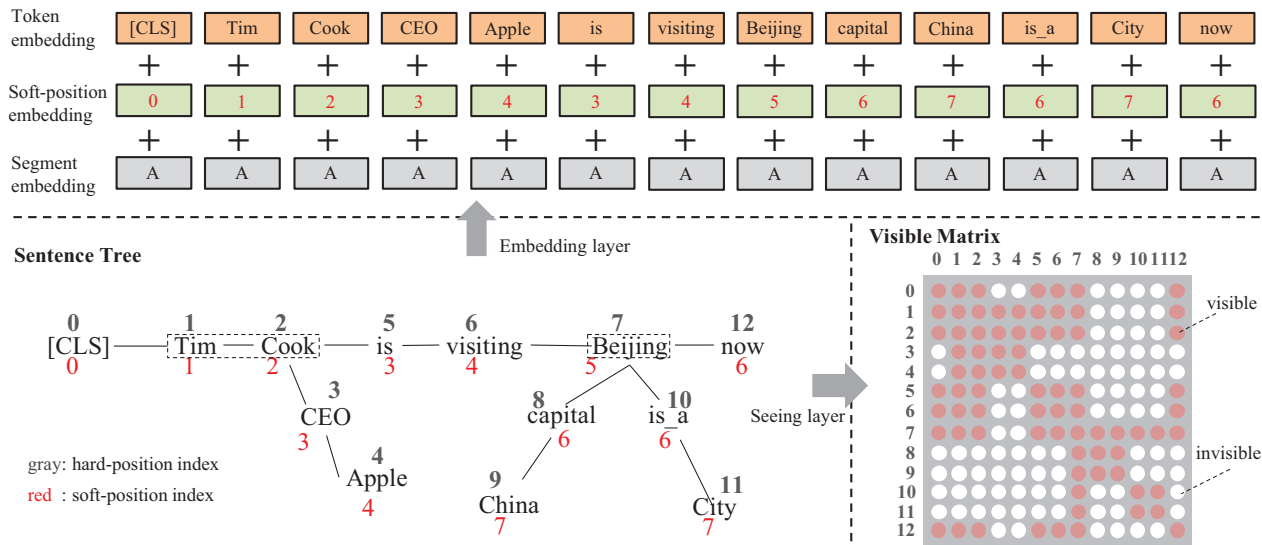 Token embedding
[CLS] Tim Cook CEO Apple is visiting Beijing capital China is_a City now
+ + + + + + + + + + + + +
Soft-position embedding
0 1 2 3 4 3 4 5 6 7 6 7 6
+ + + + + + + + + + + + +
Segment embedding
A A A A A A A A A A A A A
Embedding layer
Sentence Tree
0 1 2 5 6 7 12
[CLS] Tim Cook is visiting Beijing now
0 1 2 3 4 5 6
3 8 10
CEO capital is_a
3 6 6
4 9 11
Apple China City
4 7 7
gray: hard-position index
red : soft-position index
Seeing layer
Visible Matrix
0 1 2 3 4 5 6 7 8 9 10 11 12
0
1
2
3
4
5
6
7
8
9
10
11
12
visible
invisible